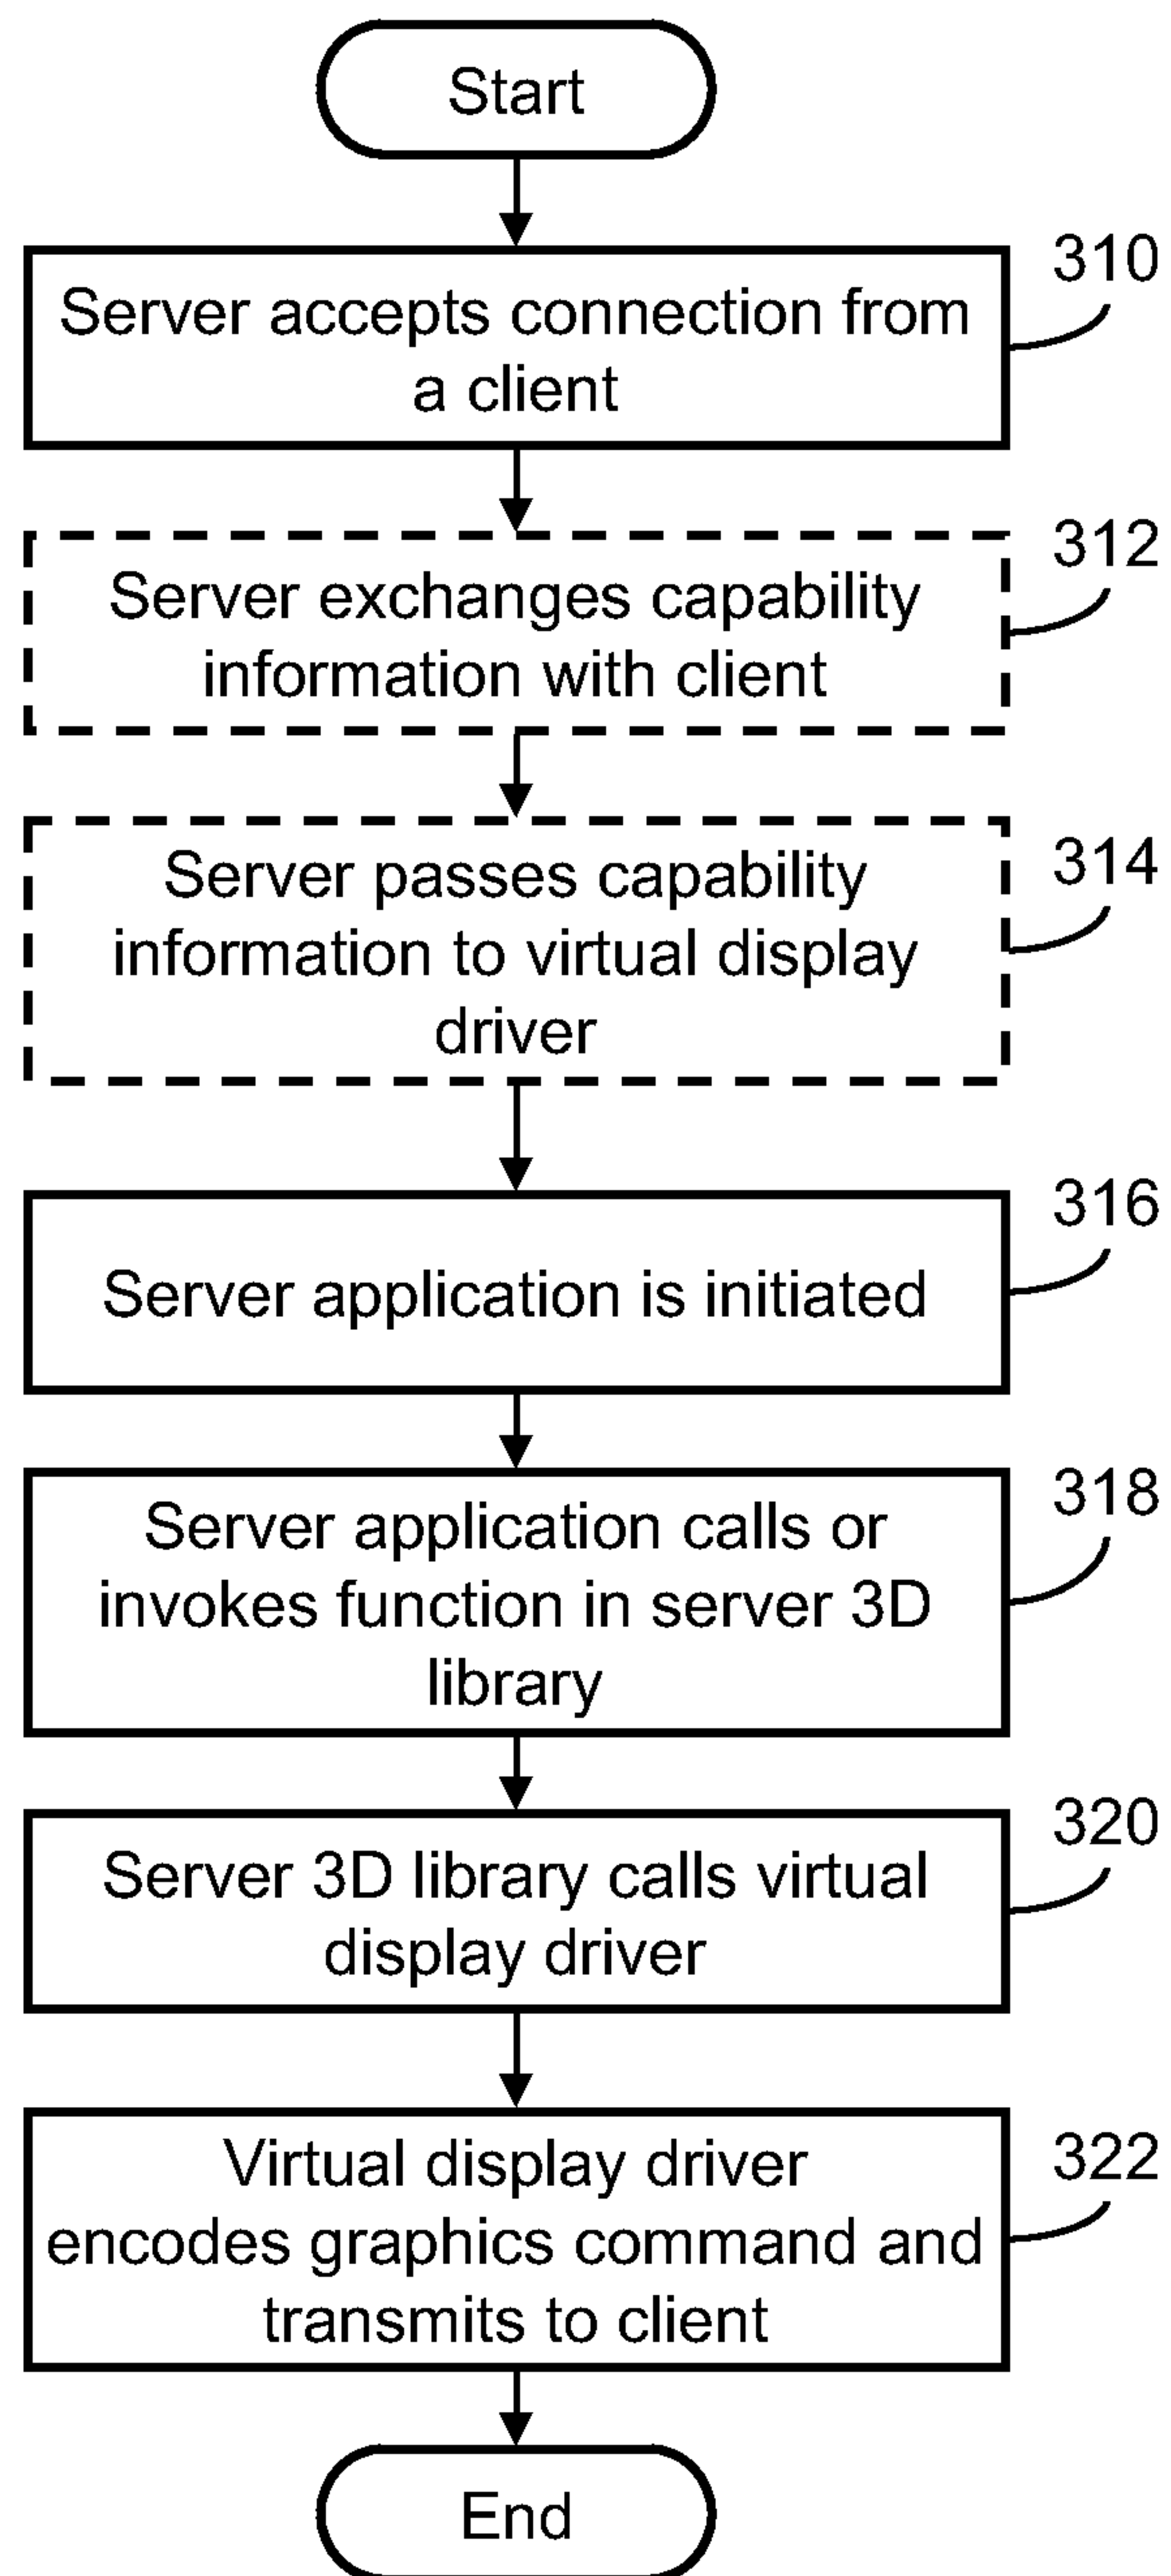 Start
310
Server accepts connection from
a client
312
Server exchanges capability
information with client
314
Server passes capability
information to virtual display
driver
316
Server application is initiated
318
Server application calls or
invokes function in server 3D
library
320
Server 3D library calls virtual
display driver
322
Virtual display driver
encodes graphics command and
transmits to client
End